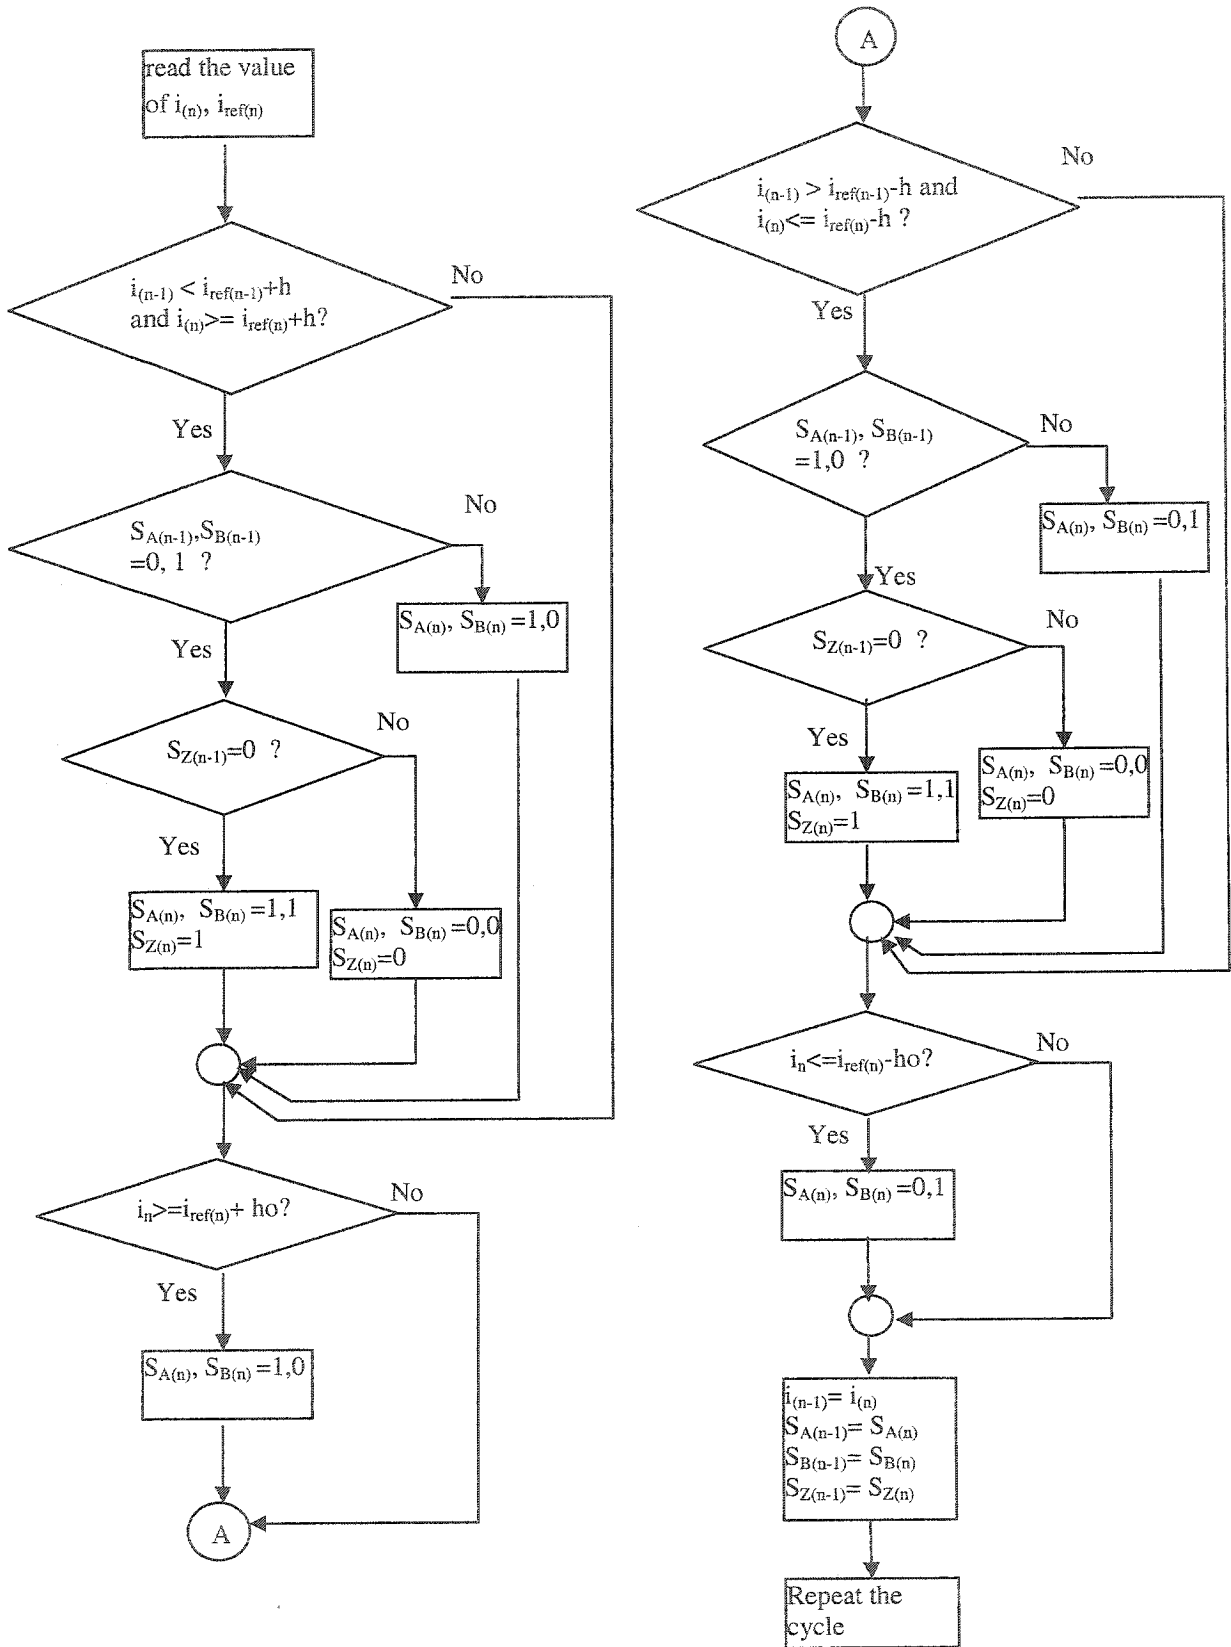 read the value
of i(n), iref(n)
i(n-1) < iref(n-1)+h
and i(n)>= iref(n)+h?
No
Yes
SA(n-1),SB(n-1)
=0, 1 ?
No
SA(n), SB(n) =1,0
Yes
SZ(n-1)=0 ?
No
Yes
SA(n), SB(n) =1,1
SZ(n)=1
SA(n), SB(n) =0,0
SZ(n)=0
in>=iref(n)+ ho?
No
Yes
SA(n), SB(n) =1,0
A
A
i(n-1) > iref(n-1)-h and
i(n)<= iref(n)-h ?
No
Yes
SA(n-1), SB(n-1)
=1,0 ?
No
SA(n), SB(n) =0,1
Yes
SZ(n-1)=0 ?
No
Yes
SA(n), SB(n) =1,1
SZ(n)=1
SA(n), SB(n) =0,0
SZ(n)=0
in<=iref(n)-ho?
No
Yes
SA(n), SB(n) =0,1
i(n-1)= i(n)
SA(n-1)= SA(n)
SB(n-1)= SB(n)
SZ(n-1)= SZ(n)
Repeat the
cycle